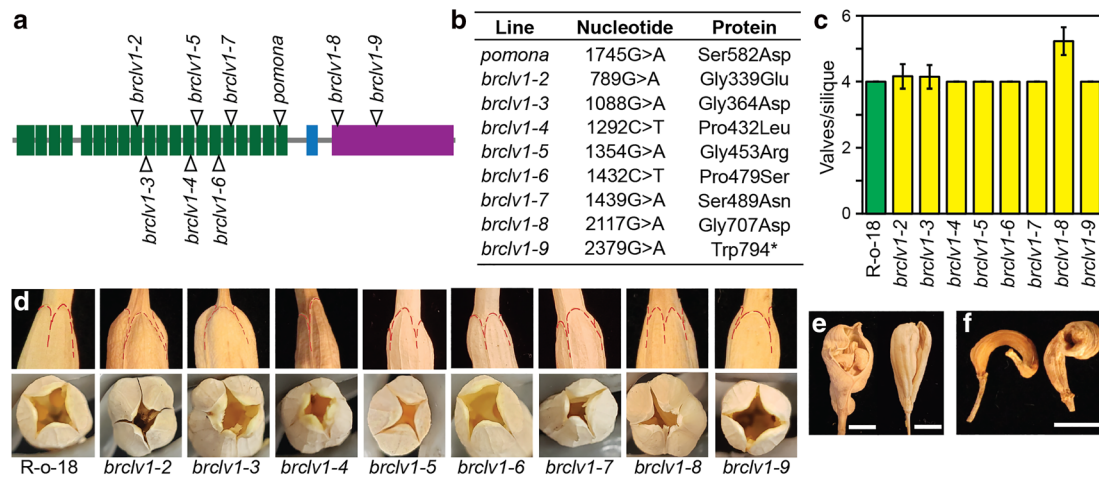 a
brclv1-2
brclv1-5
brclv1-7
pomona
brclv1-8
brclv1-9
brclv1-3
brclv1-4
brclv1-6
b
Line Nucleotide Protein
pomona 1745G>A Ser582Asp
brclv1-2 789G>A Gly339Glu
brclv1-3 1088G>A Gly364Asp
brclv1-4 1292C>T Pro432Leu
brclv1-5 1354G>A Gly453Arg
brclv1-6 1432C>T Pro479Ser
brclv1-7 1439G>A Ser489Asn
brclv1-8 2117G>A Gly707Asp
brclv1-9 2379G>A Trp794*
c
Valves/silique
6
4
2
0
R-o-18
brclv1-2
brclv1-3
brclv1-4
brclv1-5
brclv1-6
brclv1-7
brclv1-8
brclv1-9
d
R-o-18 brclv1-2 brclv1-3 brclv1-4 brclv1-5 brclv1-6 brclv1-7 brclv1-8 brclv1-9
e
f